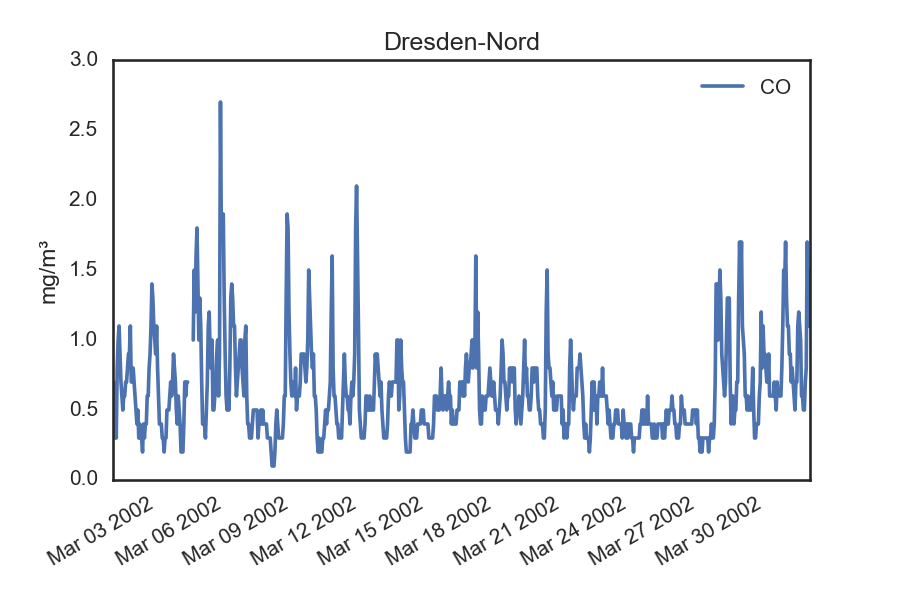 Dresden-Nord
3.0
2.5
2.0
1.5
1.0
0.5
0.0
mg/m³
CO
Mar 03 2002
Mar 06 2002
Mar 09 2002
Mar 12 2002
Mar 15 2002
Mar 18 2002
Mar 21 2002
Mar 24 2002
Mar 27 2002
Mar 30 2002